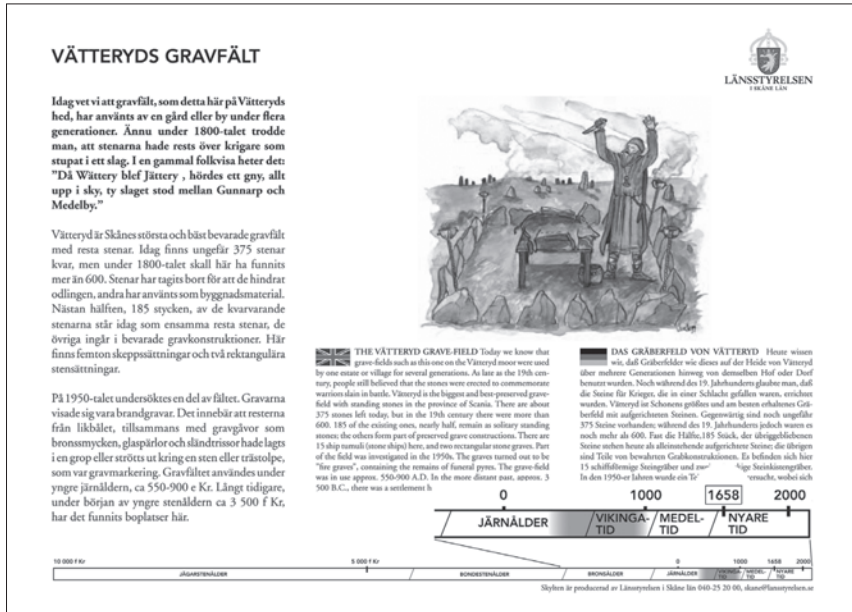 VÄTTERYDS GRAVFÄLT
LÄNSSTYRELSEN
I SKÅNE LÄN
Idag vet vi att gravfält, som detta här på Vätteryds
hed, har använts av en gård eller by under flera
generationer. Ännu under 1800-talet trodde
man, att stenarna hade rests över krigare som
stupat i ett slag. I en gammal folkvisa heter det:
”Då Wättery blef Jättery , hördes ett gny, allt
upp i sky, ty slaget stod mellan Gunnarp och
Medelby.”
Vätteryd är Skånes största och bäst bevarade gravfält
med resta stenar. Idag finns ungefär 375 stenar
kvar, men under 1800-talet skall här ha funnits
mer än 600. Stenar har tagits bort för att de hindrat
odlingen, andra har använts som byggnadsmaterial.
Nästan hälften, 185 stycken, av de kvarvarande
stenarna står idag som ensamma resta stenar, de
övriga ingår i bevarade gravkonstruktioner. Här
finns femton skeppssättningar och två rektangulära
stensättningar.
På 1950-talet undersöktes en del av fältet. Gravarna
visade sig vara brandgravar. Det innebär att resterna
från likbålet, tillsammans med gravgåvor som
bronssmycken, glaspärlor och sländtrissor hade lagts
i en grop eller strötts ut kring en sten eller trästolpe,
som var gravmarkering. Gravfältet användes under
yngre järnåldern, ca 550-900 e Kr. Långt tidigare,
under början av yngre stenåldern ca 3 500 f Kr,
har det funnits boplatser här.
THE VÄTTERYD GRAVE-FIELD Today we know that
grave-fields such as this one on the Vätteryd moor were used
by one estate or village for several generations. As late as the 19th cen-
tury, people still believed that the stones were erected to commemorate
warriors slain in battle. Vätteryd is the biggest and best-preserved grave-
field with standing stones in the province of Scania. There are about
375 stones left today, but in the 19th century there were more than
600. 185 of the existing ones, nearly half, remain as solitary standing
stones; the others form part of preserved grave constructions. There are
15 ship tumuli (stone ships) here, and two rectangular stone graves. Part
of the field was investigated in the 1950s. The graves turned out to be
"fire graves", containing the remains of funeral pyres. The grave-field
was in use approx. 550-900 A.D. In the more distant past, approx. 3
500 B.C., there was a settlement h
DAS GRÄBERFELD VON VÄTTERYD Heute wissen
wir, daß Gräberfelder wie dieses auf der Heide von Vätteryd
über mehrere Generationen hinweg von demselben Hof oder Dorf
benutzt wurden. Noch während des 19. Jahrhunderts glaubte man, daß
die Steine für Krieger, die in einer Schlacht gefallen waren, errichtet
wurden. Vätteryd ist Schonens größtes und am besten erhaltenes Grä-
berfeld mit aufgerichteten Steinen. Gegenwärtig sind noch ungefähr
375 Steine vorhanden; während des 19. Jahrhunderts jedoch waren es
noch mehr als 600. Fast die Hälfte,185 Stück, der übriggebliebenen
Steine stehen heute als alleinstehende aufgerichtete Steine; die übrigen
sind Teile von bewahrten Grabkonstruktionen. Es befinden sich hier
15 schiffsförmige Steingräber und Steinkistengräber.
In den 1950-er Jahren wurde ein wobei sich
0 1000 1658 2000
JÄRNÅLDER VIKINGA-TID MEDEL-TID NYARE TID
10 000 f Kr 5 000 f Kr 0 1000 1658 2000
JÄGARSTENÅLDER BONDESTENÅLDER BRONSÅLDER JÄRNÅLDER VIKINGA-TID MEDEL-TID NYARE TID
Skylten är producerad av Länsstyrelsen i Skåne län 040-25 20 00, skane@lansstyrelsen.se